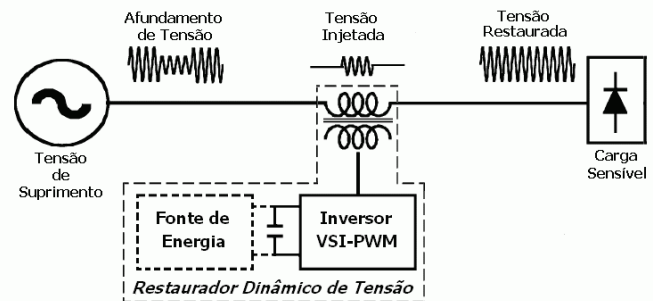 Afundamento
de Tensão
Tensão
Injetada
Tensão
Restaurada
Tensão
de
Suprimento
Carga
Sensível
Fonte de
Energia
Inversor
VSI-PWM
Restaurador Dinâmico de Tensão